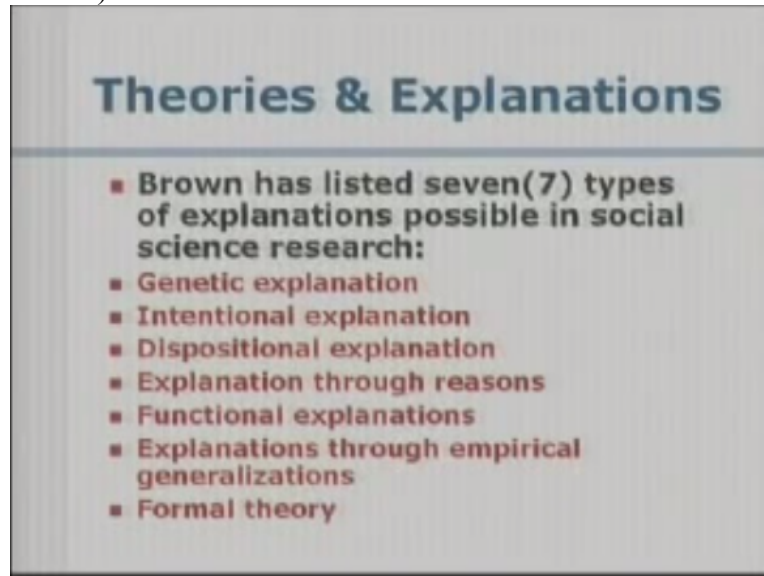 Theories & Explanations
Brown has listed seven(7) types
of explanations possible in social
science research:
Genetic explanation
Intentional explanation
Dispositional explanation
Explanation through reasons
Functional explanations
Explanations through empirical
generalizations
Formal theory